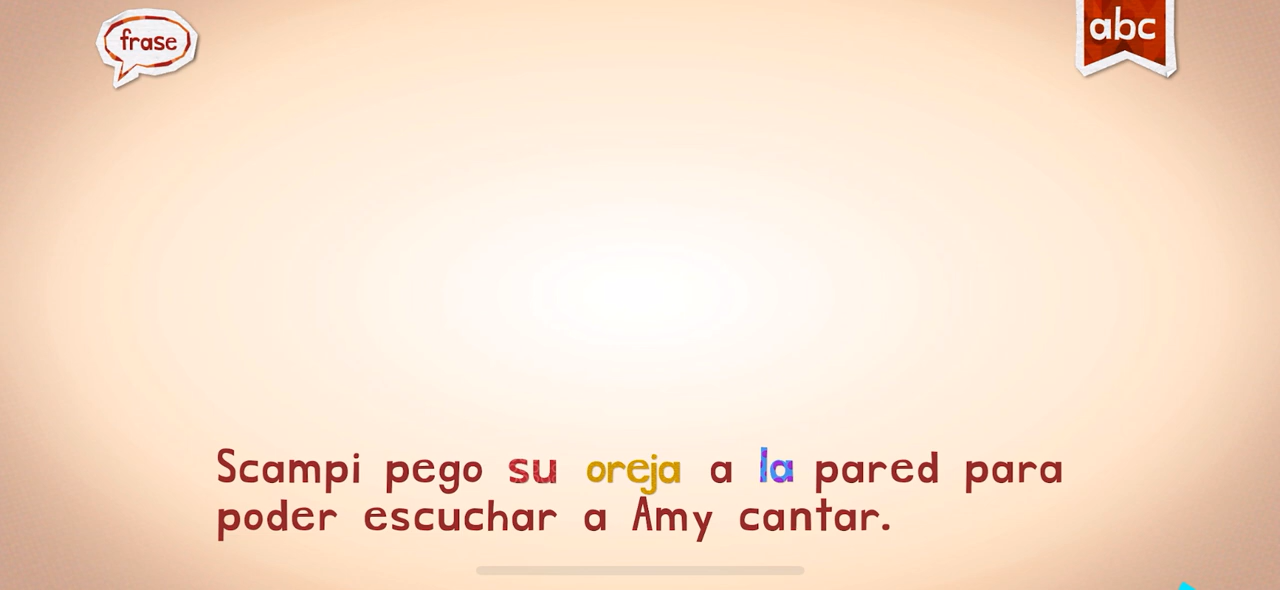 frase
abc
Scampi pego su oreja a la pared para
poder escuchar a Amy cantar.